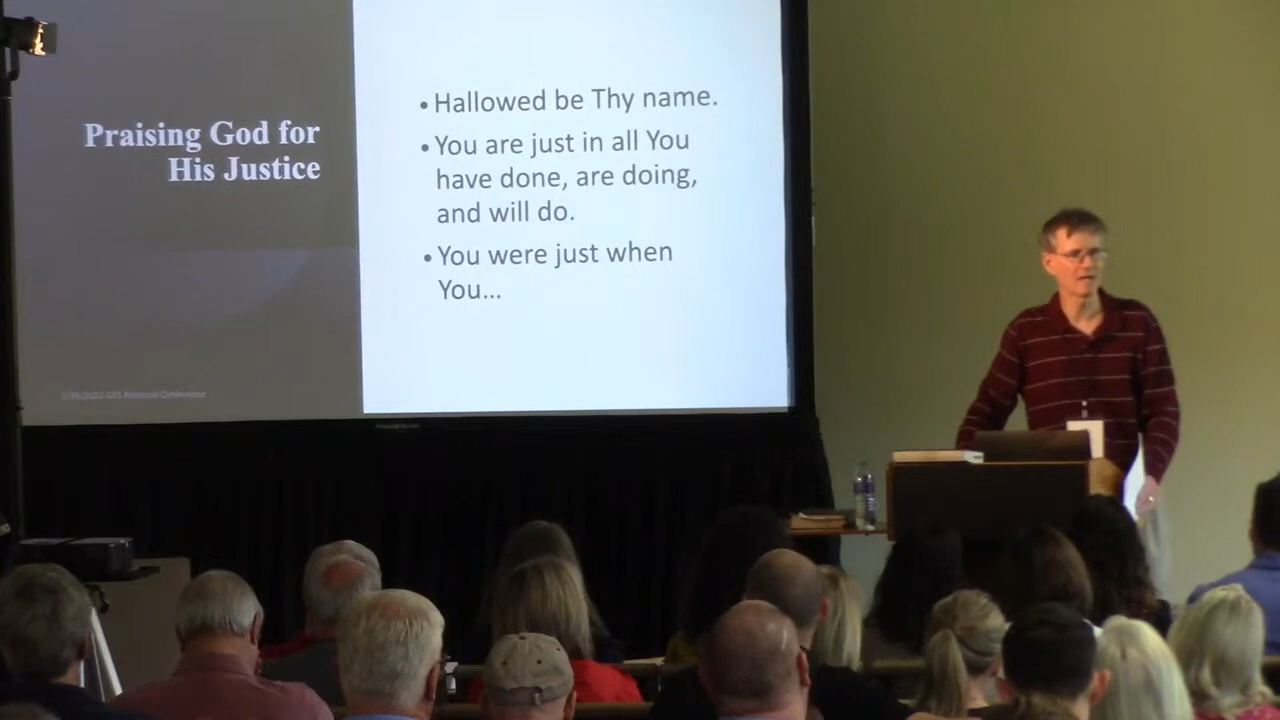 Praising God for
His Justice
• Hallowed be Thy name.
• You are just in all You
have done, are doing,
and will do.
• You were just when
You...